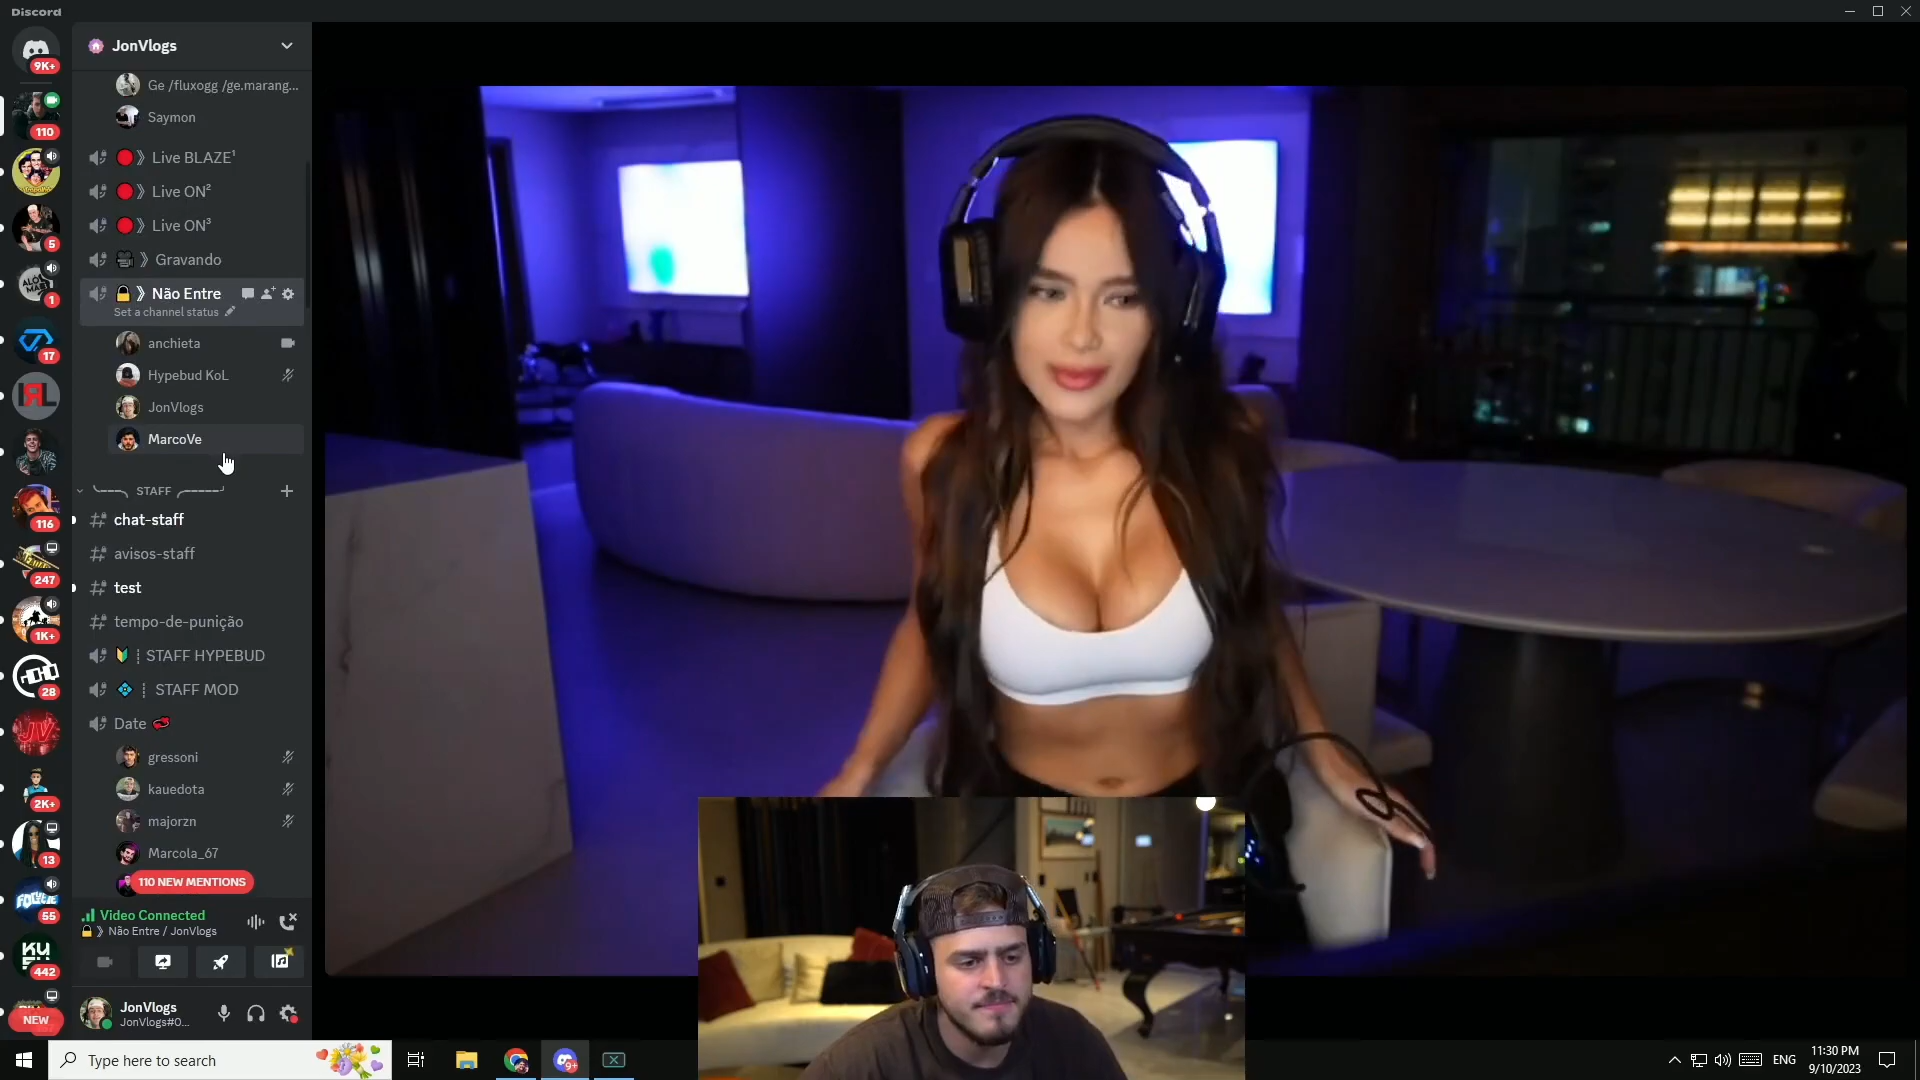 Discord
JonVlogs
Ge /fluxogg /ge.marang...
Saymon
》Live BLAZE¹
》Live ON²
》Live ON³
》Gravando
》Não Entre
Set a channel status
anchieta
Hypebud KoL
JonVlogs
MarcoVe
STAFF
chat-staff
avisos-staff
test
tempo-de-punição
┊ STAFF HYPEBUD
┊ STAFF MOD
Date
gressoni
kauedota
majorzn
Marcola_67
110 NEW MENTIONS
Video Connected
》Não Entre / JonVlogs
JonVlogs
JonVlogs#0...
9K+
110
5
1
17
116
247
1K+
28
JV
2K+
13
55
442
NEW
Type here to search
9+
ENG
11:30 PM
9/10/2023